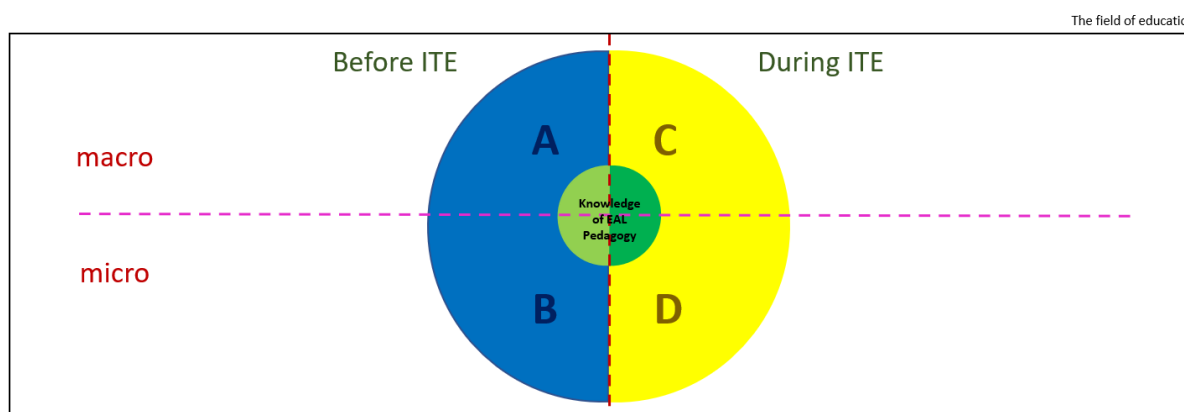 The field of educatio
Before ITE
During ITE
A
C
macro
Knowledge
of EAL
Pedagogy
micro
B
D